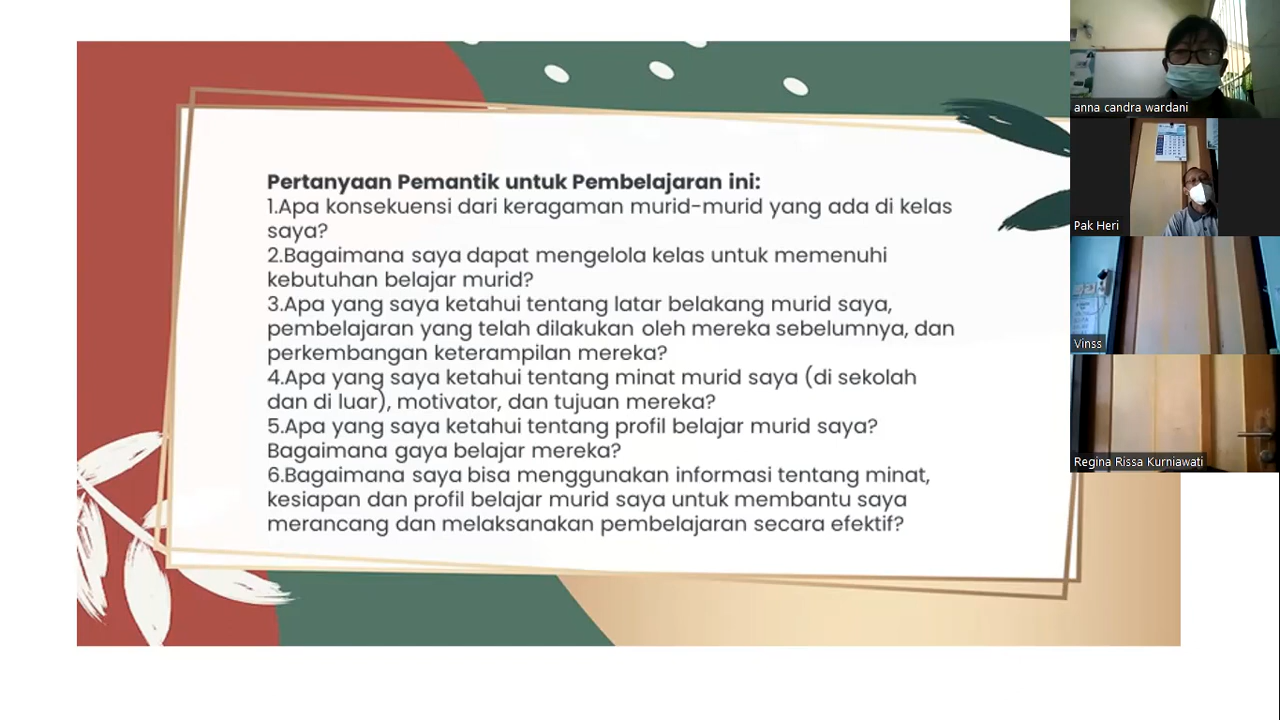 Pertanyaan Pemantik untuk Pembelajaran ini:
1.Apa konsekuensi dari keragaman murid-murid yang ada di kelas
saya?
2.Bagaimana saya dapat mengelola kelas untuk memenuhi
kebutuhan belajar murid?
3.Apa yang saya ketahui tentang latar belakang murid saya,
pembelajaran yang telah dilakukan oleh mereka sebelumnya, dan
perkembangan keterampilan mereka?
4.Apa yang saya ketahui tentang minat murid saya (di sekolah
dan di luar), motivator, dan tujuan mereka?
5.Apa yang saya ketahui tentang profil belajar murid saya?
Bagaimana gaya belajar mereka?
6.Bagaimana saya bisa menggunakan informasi tentang minat,
kesiapan dan profil belajar murid saya untuk membantu saya
merancang dan melaksanakan pembelajaran secara efektif?
anna candra wardani
Pak Heri
Vinss
Regina Rissa Kurniawati